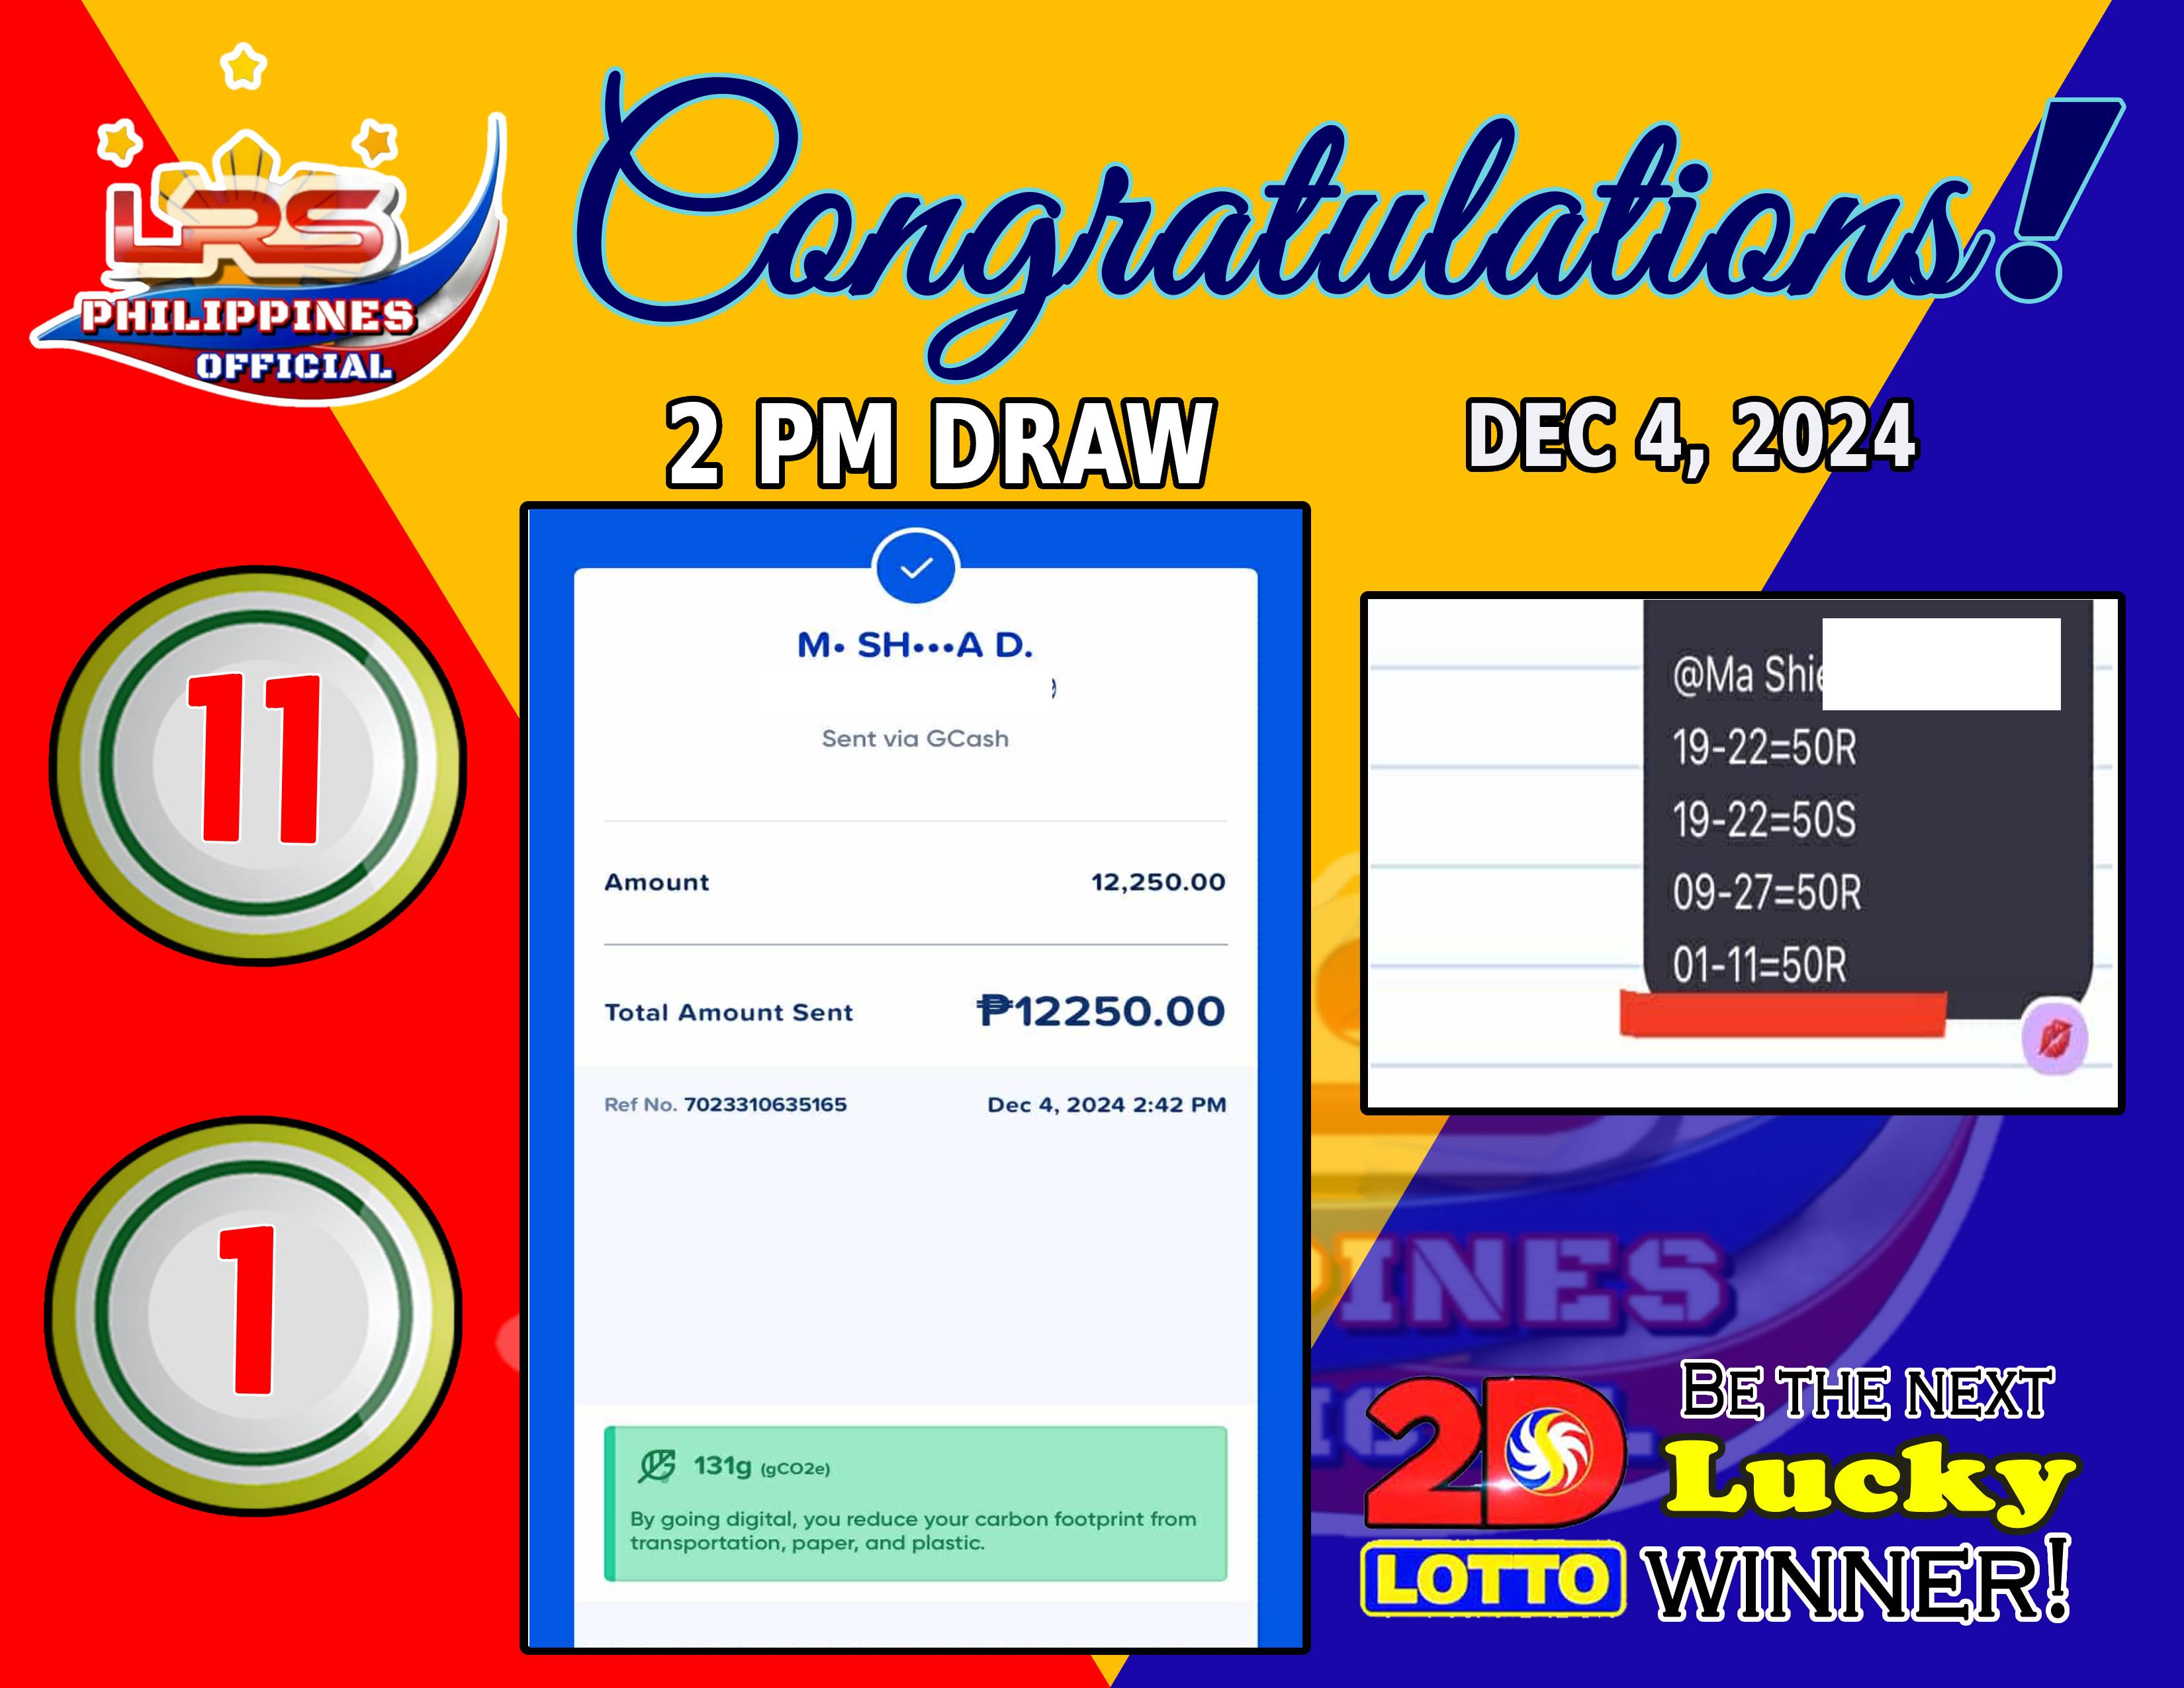 LRS
PHILIPPINES
OFFICIAL
Congratulations!
2 PM DRAW
DEC 4, 2024
11
1
M• SH•••A D.
Sent via GCash
Amount 12,250.00
Total Amount Sent ₱12250.00
Ref No. 7023310635165 Dec 4, 2024 2:42 PM
131g (gCO2e)
By going digital, you reduce your carbon footprint from
transportation, paper, and plastic.
@Ma Shie
19-22=50R
19-22=50S
09-27=50R
01-11=50R
PINES
2D
LOTTO
BE THE NEXT
Lucky
WINNER!